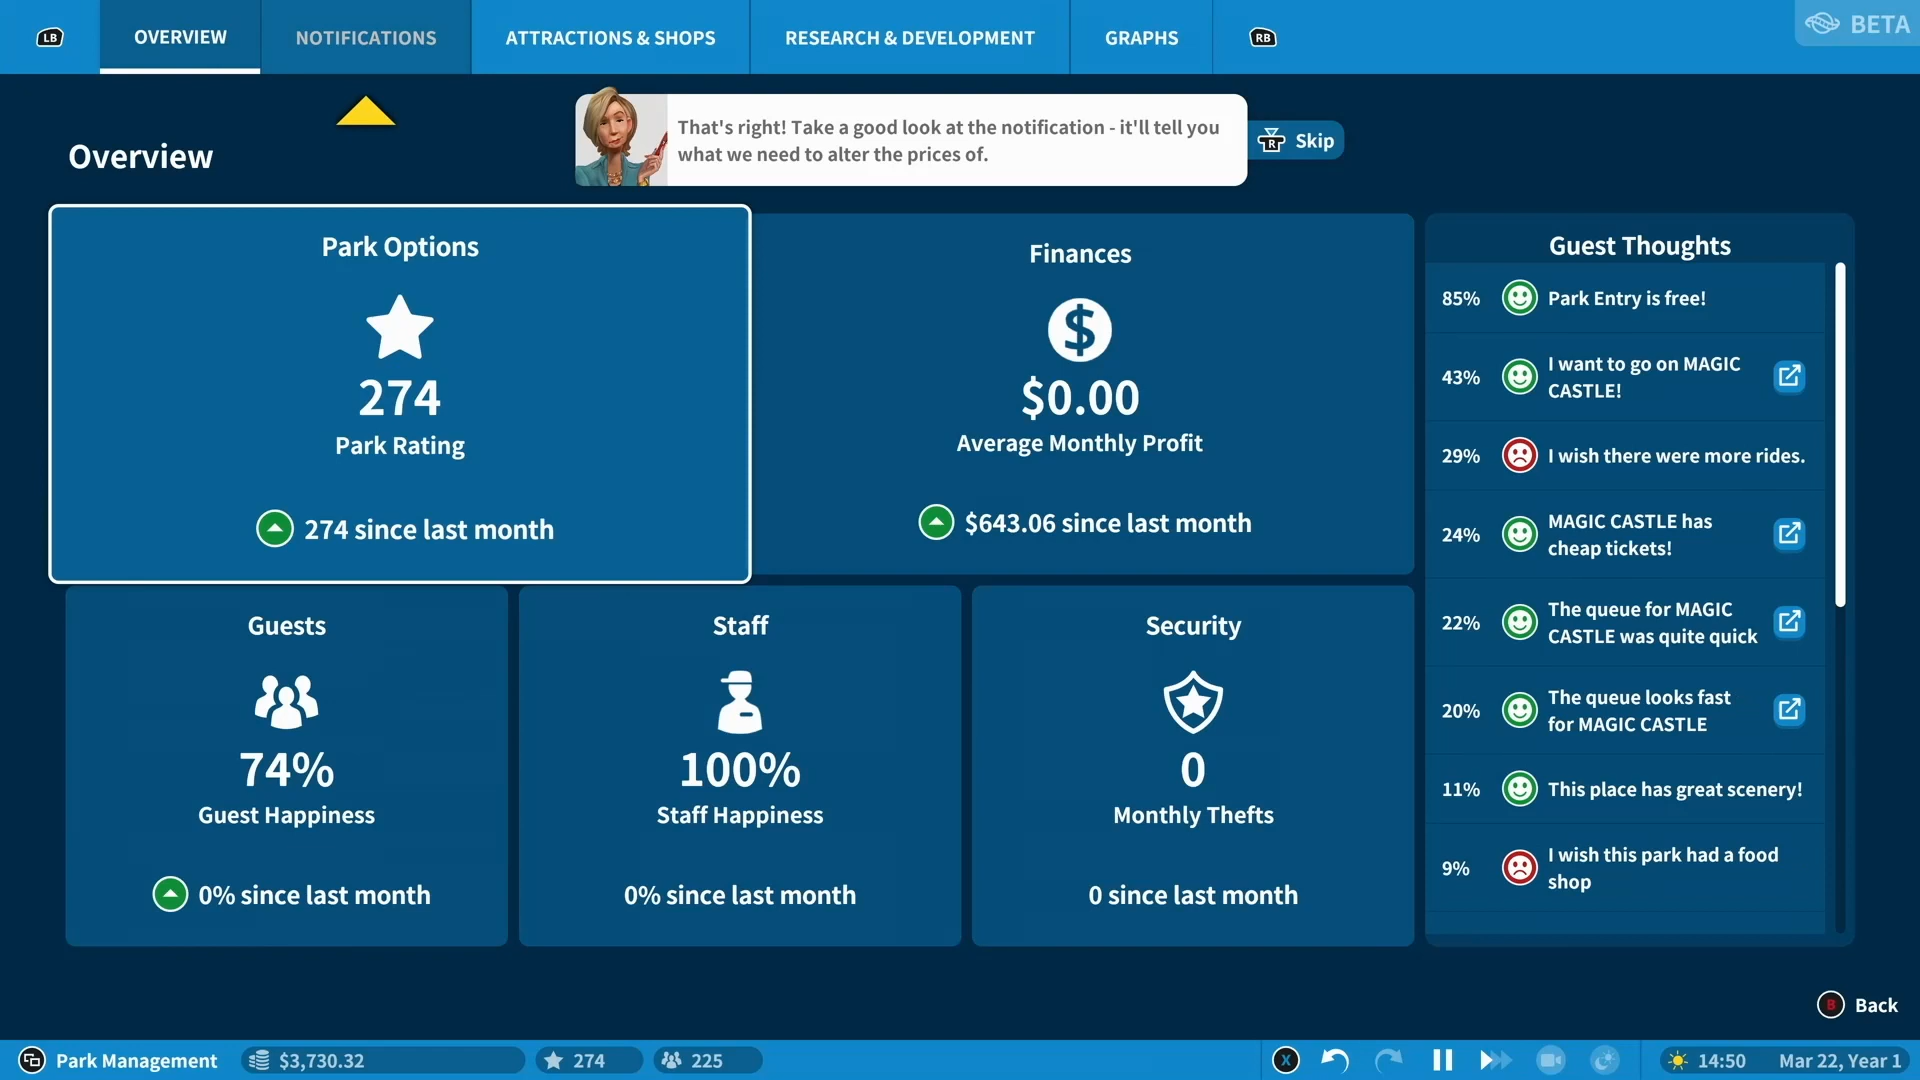 LB
OVERVIEW
NOTIFICATIONS
ATTRACTIONS & SHOPS
RESEARCH & DEVELOPMENT
GRAPHS
RB
BETA
Overview
That's right! Take a good look at the notification - it'll tell you
what we need to alter the prices of.
R
Skip
Park Options
274
Park Rating
274 since last month
Finances
$
$0.00
Average Monthly Profit
$643.06 since last month
Guests
74%
Guest Happiness
0% since last month
Staff
100%
Staff Happiness
0% since last month
Security
0
Monthly Thefts
0 since last month
Guest Thoughts
85%
Park Entry is free!
43%
I want to go on MAGIC
CASTLE!
29%
I wish there were more rides.
24%
MAGIC CASTLE has
cheap tickets!
22%
The queue for MAGIC
CASTLE was quite quick
20%
The queue looks fast
for MAGIC CASTLE
11%
This place has great scenery!
9%
I wish this park had a food
shop
B
Back
Park Management
$3,730.32
274
225
X
14:50
Mar 22, Year 1